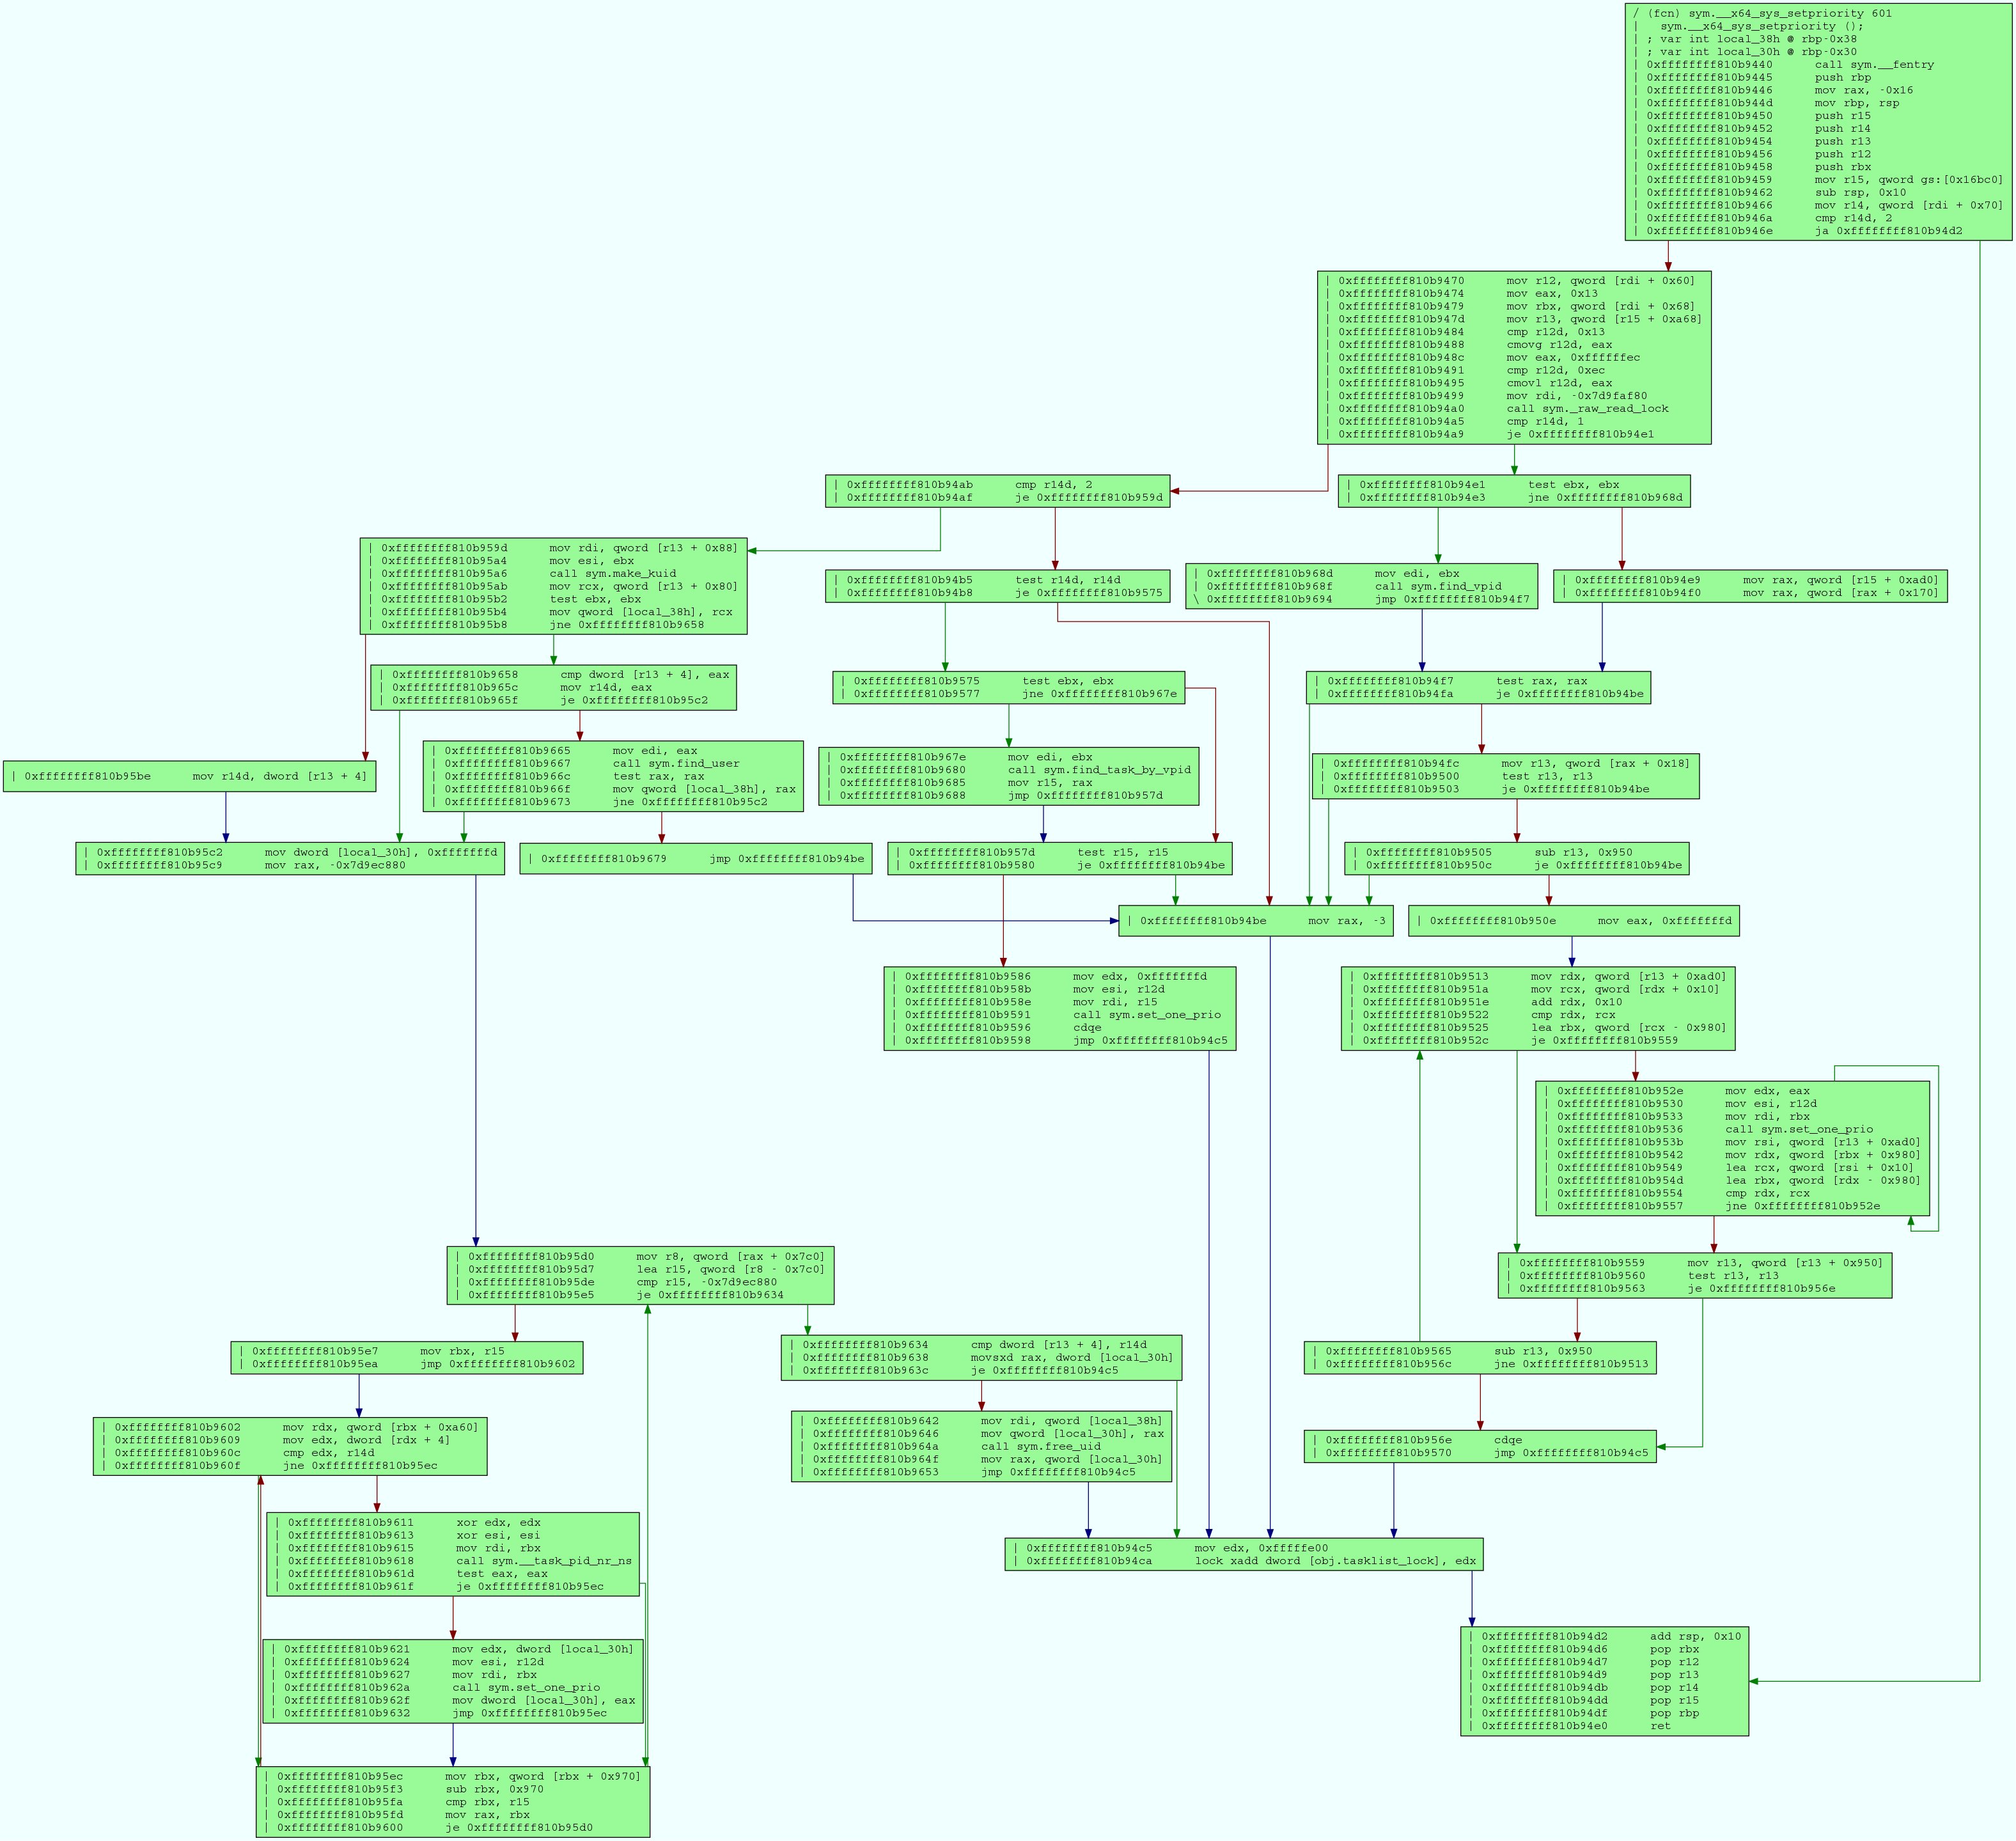 / (fcn) sym.__x64_sys_setpriority 601
|   sym.__x64_sys_setpriority ();
| ; var int local_38h @ rbp-0x38
| ; var int local_30h @ rbp-0x30
| 0xffffffff810b9440      call sym.__fentry
| 0xffffffff810b9445      push rbp
| 0xffffffff810b9446      mov rax, -0x16
| 0xffffffff810b944d      mov rbp, rsp
| 0xffffffff810b9450      push r15
| 0xffffffff810b9452      push r14
| 0xffffffff810b9454      push r13
| 0xffffffff810b9456      push r12
| 0xffffffff810b9458      push rbx
| 0xffffffff810b9459      mov r15, qword gs:[0x16bc0]
| 0xffffffff810b9462      sub rsp, 0x10
| 0xffffffff810b9466      mov r14, qword [rdi + 0x70]
| 0xffffffff810b946a      cmp r14d, 2
| 0xffffffff810b946e      ja 0xffffffff810b94d2
| 0xffffffff810b9470      mov r12, qword [rdi + 0x60]
| 0xffffffff810b9474      mov eax, 0x13
| 0xffffffff810b9479      mov rbx, qword [rdi + 0x68]
| 0xffffffff810b947d      mov r13, qword [r15 + 0xa68]
| 0xffffffff810b9484      cmp r12d, 0x13
| 0xffffffff810b9488      cmovg r12d, eax
| 0xffffffff810b948c      mov eax, 0xffffffec
| 0xffffffff810b9491      cmp r12d, 0xec
| 0xffffffff810b9495      cmovl r12d, eax
| 0xffffffff810b9499      mov rdi, -0x7d9faf80
| 0xffffffff810b94a0      call sym._raw_read_lock
| 0xffffffff810b94a5      cmp r14d, 1
| 0xffffffff810b94a9      je 0xffffffff810b94e1
| 0xffffffff810b94ab      cmp r14d, 2
| 0xffffffff810b94af      je 0xffffffff810b959d
| 0xffffffff810b94e1      test ebx, ebx
| 0xffffffff810b94e3      jne 0xffffffff810b968d
| 0xffffffff810b959d      mov rdi, qword [r13 + 0x88]
| 0xffffffff810b95a4      mov esi, ebx
| 0xffffffff810b95a6      call sym.make_kuid
| 0xffffffff810b95ab      mov rcx, qword [r13 + 0x80]
| 0xffffffff810b95b2      test ebx, ebx
| 0xffffffff810b95b4      mov qword [local_38h], rcx
| 0xffffffff810b95b8      jne 0xffffffff810b9658
| 0xffffffff810b94b5      test r14d, r14d
| 0xffffffff810b94b8      je 0xffffffff810b9575
| 0xffffffff810b968d      mov edi, ebx
| 0xffffffff810b968f      call sym.find_vpid
\ 0xffffffff810b9694      jmp 0xffffffff810b94f7
| 0xffffffff810b94e9      mov rax, qword [r15 + 0xad0]
| 0xffffffff810b94f0      mov rax, qword [rax + 0x170]
| 0xffffffff810b9658      cmp dword [r13 + 4], eax
| 0xffffffff810b965c      mov r14d, eax
| 0xffffffff810b965f      je 0xffffffff810b95c2
| 0xffffffff810b9575      test ebx, ebx
| 0xffffffff810b9577      jne 0xffffffff810b967e
| 0xffffffff810b94f7      test rax, rax
| 0xffffffff810b94fa      je 0xffffffff810b94be
| 0xffffffff810b95be      mov r14d, dword [r13 + 4]
| 0xffffffff810b9665      mov edi, eax
| 0xffffffff810b9667      call sym.find_user
| 0xffffffff810b966c      test rax, rax
| 0xffffffff810b966f      mov qword [local_38h], rax
| 0xffffffff810b9673      jne 0xffffffff810b95c2
| 0xffffffff810b967e      mov edi, ebx
| 0xffffffff810b9680      call sym.find_task_by_vpid
| 0xffffffff810b9685      mov r15, rax
| 0xffffffff810b9688      jmp 0xffffffff810b957d
| 0xffffffff810b94fc      mov r13, qword [rax + 0x18]
| 0xffffffff810b9500      test r13, r13
| 0xffffffff810b9503      je 0xffffffff810b94be
| 0xffffffff810b95c2      mov dword [local_30h], 0xfffffffd
| 0xffffffff810b95c9      mov rax, -0x7d9ec880
| 0xffffffff810b9679      jmp 0xffffffff810b94be
| 0xffffffff810b957d      test r15, r15
| 0xffffffff810b9580      je 0xffffffff810b94be
| 0xffffffff810b9505      sub r13, 0x950
| 0xffffffff810b950c      je 0xffffffff810b94be
| 0xffffffff810b94be      mov rax, -3
| 0xffffffff810b950e      mov eax, 0xfffffffd
| 0xffffffff810b9586      mov edx, 0xfffffffd
| 0xffffffff810b958b      mov esi, r12d
| 0xffffffff810b958e      mov rdi, r15
| 0xffffffff810b9591      call sym.set_one_prio
| 0xffffffff810b9596      cdqe
| 0xffffffff810b9598      jmp 0xffffffff810b94c5
| 0xffffffff810b9513      mov rdx, qword [r13 + 0xad0]
| 0xffffffff810b951a      mov rcx, qword [rdx + 0x10]
| 0xffffffff810b951e      add rdx, 0x10
| 0xffffffff810b9522      cmp rdx, rcx
| 0xffffffff810b9525      lea rbx, qword [rcx - 0x980]
| 0xffffffff810b952c      je 0xffffffff810b9559
| 0xffffffff810b952e      mov edx, eax
| 0xffffffff810b9530      mov esi, r12d
| 0xffffffff810b9533      mov rdi, rbx
| 0xffffffff810b9536      call sym.set_one_prio
| 0xffffffff810b953b      mov rsi, qword [r13 + 0xad0]
| 0xffffffff810b9542      mov rdx, qword [rbx + 0x980]
| 0xffffffff810b9549      lea rcx, qword [rsi + 0x10]
| 0xffffffff810b954d      lea rbx, qword [rdx - 0x980]
| 0xffffffff810b9554      cmp rdx, rcx
| 0xffffffff810b9557      jne 0xffffffff810b952e
| 0xffffffff810b95d0      mov r8, qword [rax + 0x7c0]
| 0xffffffff810b95d7      lea r15, qword [r8 - 0x7c0]
| 0xffffffff810b95de      cmp r15, -0x7d9ec880
| 0xffffffff810b95e5      je 0xffffffff810b9634
| 0xffffffff810b9559      mov r13, qword [r13 + 0x950]
| 0xffffffff810b9560      test r13, r13
| 0xffffffff810b9563      je 0xffffffff810b956e
| 0xffffffff810b95e7      mov rbx, r15
| 0xffffffff810b95ea      jmp 0xffffffff810b9602
| 0xffffffff810b9634      cmp dword [r13 + 4], r14d
| 0xffffffff810b9638      movsxd rax, dword [local_30h]
| 0xffffffff810b963c      je 0xffffffff810b94c5
| 0xffffffff810b9565      sub r13, 0x950
| 0xffffffff810b956c      jne 0xffffffff810b9513
| 0xffffffff810b9602      mov rdx, qword [rbx + 0xa60]
| 0xffffffff810b9609      mov edx, dword [rdx + 4]
| 0xffffffff810b960c      cmp edx, r14d
| 0xffffffff810b960f      jne 0xffffffff810b95ec
| 0xffffffff810b9642      mov rdi, qword [local_38h]
| 0xffffffff810b9646      mov qword [local_30h], rax
| 0xffffffff810b964a      call sym.free_uid
| 0xffffffff810b964f      mov rax, qword [local_30h]
| 0xffffffff810b9653      jmp 0xffffffff810b94c5
| 0xffffffff810b956e      cdqe
| 0xffffffff810b9570      jmp 0xffffffff810b94c5
| 0xffffffff810b9611      xor edx, edx
| 0xffffffff810b9613      xor esi, esi
| 0xffffffff810b9615      mov rdi, rbx
| 0xffffffff810b9618      call sym.__task_pid_nr_ns
| 0xffffffff810b961d      test eax, eax
| 0xffffffff810b961f      je 0xffffffff810b95ec
| 0xffffffff810b94c5      mov edx, 0xfffffe00
| 0xffffffff810b94ca      lock xadd dword [obj.tasklist_lock], edx
| 0xffffffff810b9621      mov edx, dword [local_30h]
| 0xffffffff810b9624      mov esi, r12d
| 0xffffffff810b9627      mov rdi, rbx
| 0xffffffff810b962a      call sym.set_one_prio
| 0xffffffff810b962f      mov dword [local_30h], eax
| 0xffffffff810b9632      jmp 0xffffffff810b95ec
| 0xffffffff810b94d2      add rsp, 0x10
| 0xffffffff810b94d6      pop rbx
| 0xffffffff810b94d7      pop r12
| 0xffffffff810b94d9      pop r13
| 0xffffffff810b94db      pop r14
| 0xffffffff810b94dd      pop r15
| 0xffffffff810b94df      pop rbp
| 0xffffffff810b94e0      ret
| 0xffffffff810b95ec      mov rbx, qword [rbx + 0x970]
| 0xffffffff810b95f3      sub rbx, 0x970
| 0xffffffff810b95fa      cmp rbx, r15
| 0xffffffff810b95fd      mov rax, rbx
| 0xffffffff810b9600      je 0xffffffff810b95d0